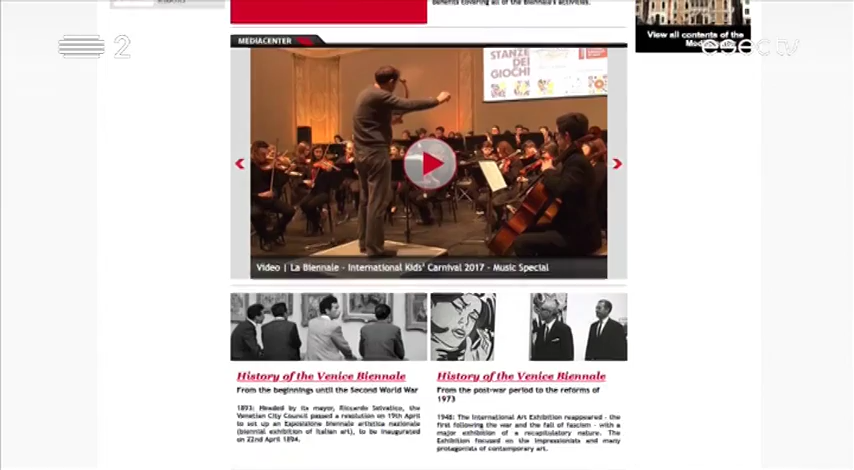 benefits covering all of the Biennale's activities.
View all contents of the
2
esec tv
MEDIACENTER
STANZE
DEI
GIOCHI
Video | La Biennale - International Kids' Carnival 2017 - Music Special
History of the Venice Biennale
From the beginnings until the Second World War
1893: Headed by its mayor, Riccardo Selvatico, the
Venetian City Council passed a resolution on 19th April
to set up an Esposizione Biennale artistica nazionale
(biennial exhibition of Italian art), to be inaugurated
on 22nd April 1894.
History of the Venice Biennale
From the post-war period to the reforms of
1973
1948: The International Art Exhibition reappeared - the
first following the war and the fall of fascism - with a
major exhibition of a recapitulatory nature. The
Exhibition focused on the Impressionists and many
protagonists of contemporary art.